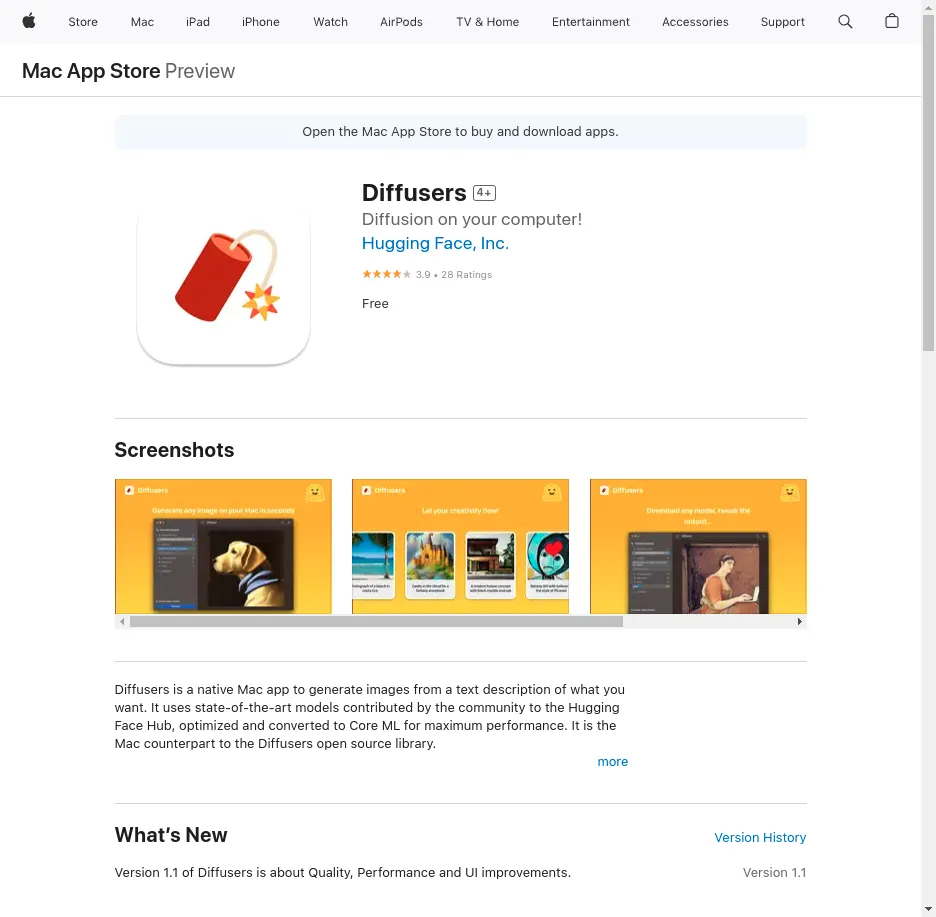 Store Mac iPad iPhone Watch AirPods TV & Home Entertainment Accessories Support
Mac App Store Preview
Open the Mac App Store to buy and download apps.
Diffusers 4+
Diffusion on your computer!
Hugging Face, Inc.
3.9 • 28 Ratings
Free
Screenshots
Diffusers
Generate any image on your Mac in seconds
Diffusers
Let your creativity flow!
Diffusers
Download any model, tweak the
output...
Diffusers is a native Mac app to generate images from a text description of what you
want. It uses state-of-the-art models contributed by the community to the Hugging
Face Hub, optimized and converted to Core ML for maximum performance. It is the
Mac counterpart to the Diffusers open source library.
more
What's New
Version History
Version 1.1 of Diffusers is about Quality, Performance and UI improvements.
Version 1.1